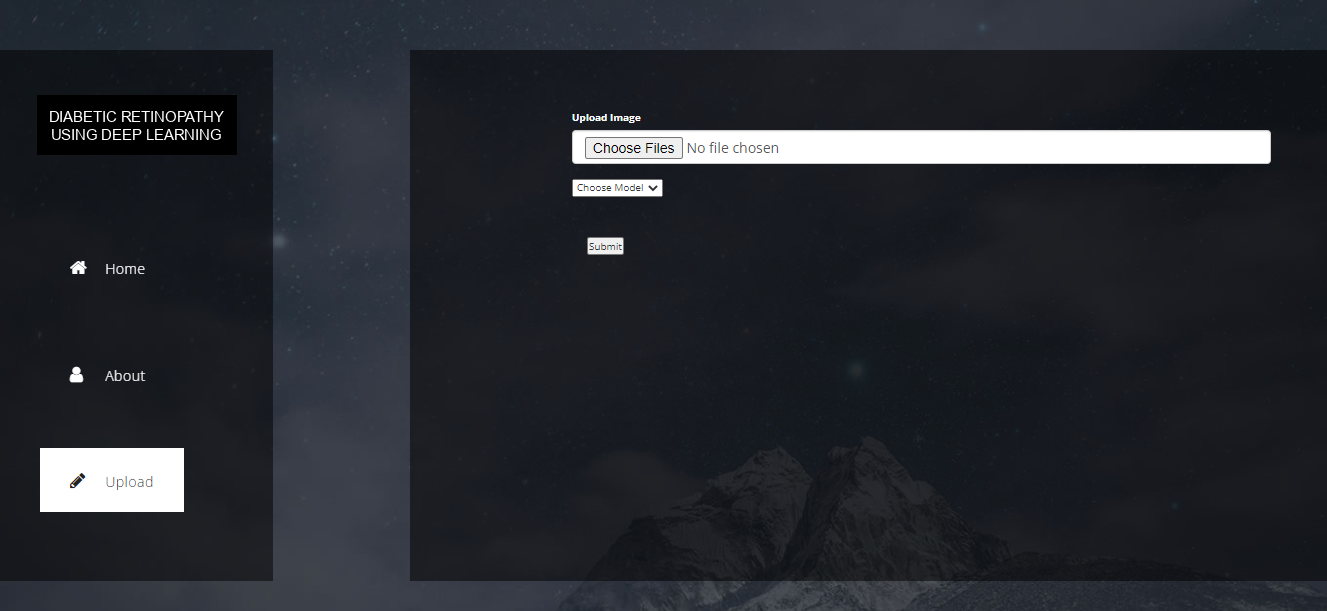 DIABETIC RETINOPATHY
USING DEEP LEARNING
Home
About
Upload
Upload Image
Choose Files No file chosen
Choose Model
Submit